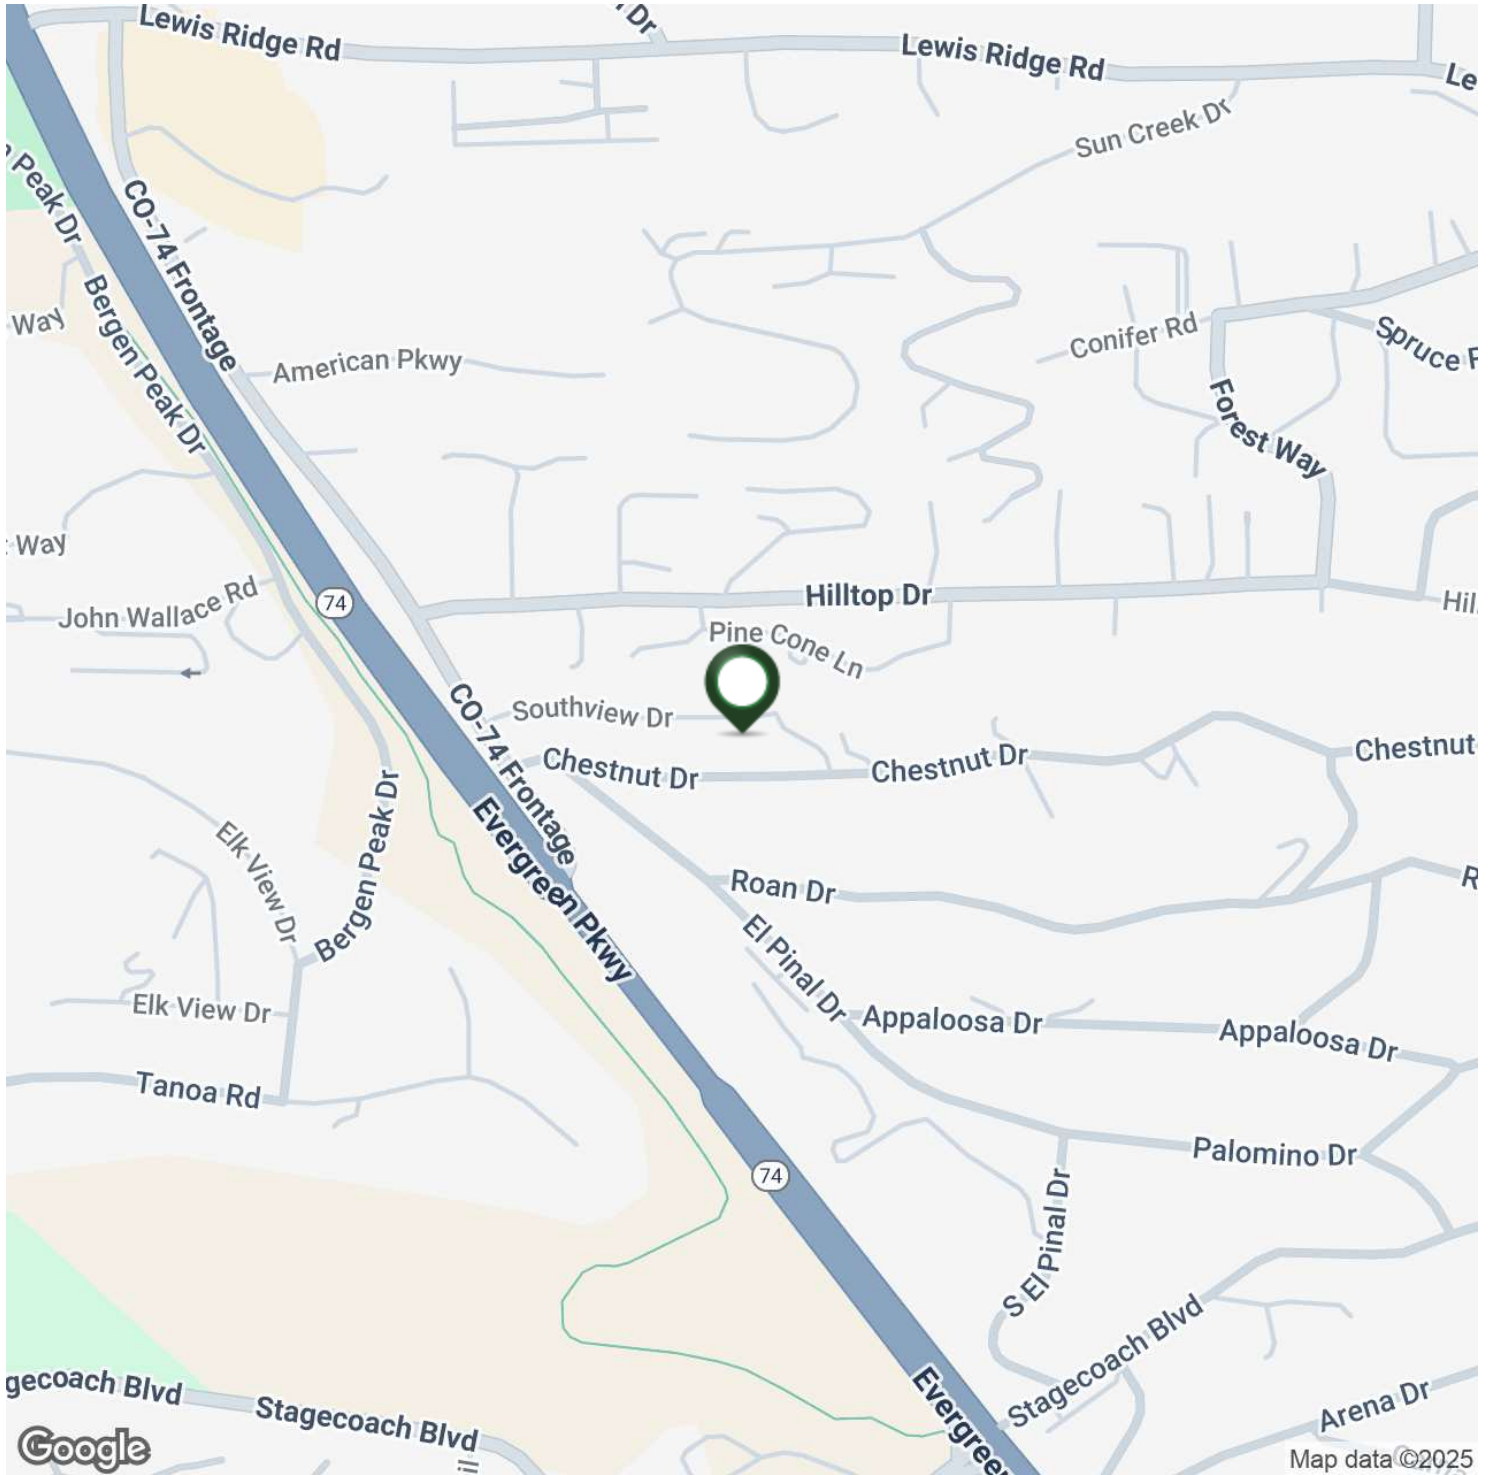 Lewis Ridge Rd
Dr
Lewis Ridge Rd
Le
Sun Creek Dr
Peak Dr
CO-74 Frontage
Way
Bergen Peak Dr
American Pkwy
Conifer Rd
Spruce
Forest Way
Way
John Wallace Rd
74
Hilltop Dr
Hil
Pine Cone Ln
Southview Dr
CO-74 Frontage
Chestnut Dr
Chestnut Dr
Chestnut
Bergen Peak Dr
Elk View Dr
Evergreen Pkwy
Roan Dr
R
El Pinal Dr
Elk View Dr
Appaloosa Dr
Appaloosa Dr
Tanoa Rd
Palomino Dr
74
S El Pinal Dr
Stagecoach Blvd
gecoach Blvd
Stagecoach Blvd
Evergree
Arena Dr
Google
Map data ©2025